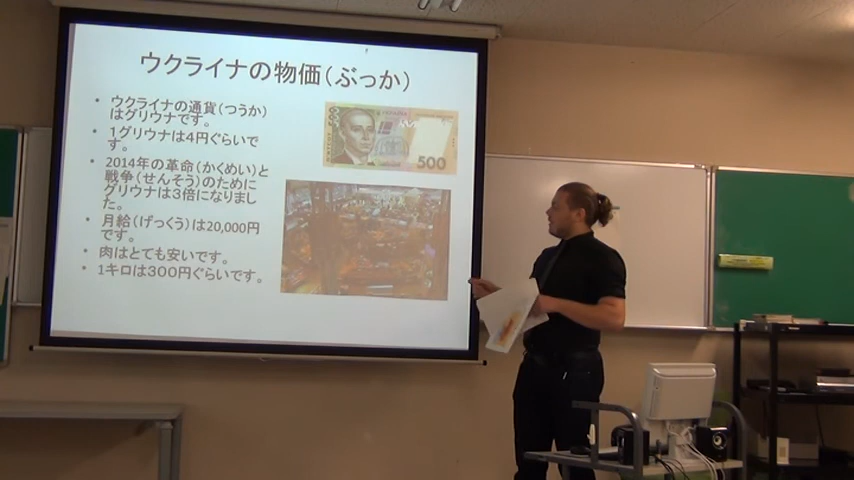 ウクライナの物価(ぶっか)
• ウクライナの通貨(つうか)
はグリウナです。
• 1グリウナは4円ぐらいで
す。
• 2014年の革命(かくめい)と
戦争(せんそう)のために
グリウナは3倍になりまし
た。
• 月給(げっくう)は20,000円
です。
• 肉はとても安いです。
• 1キロは300円ぐらいです。
500